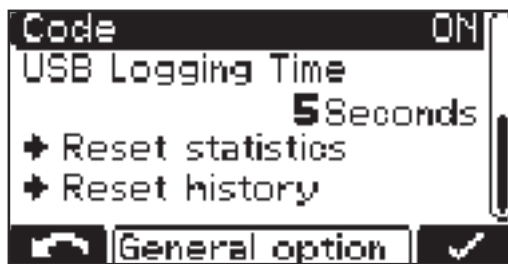 Code ON
USB Logging Time
5 Seconds
Reset statistics
Reset history
General option